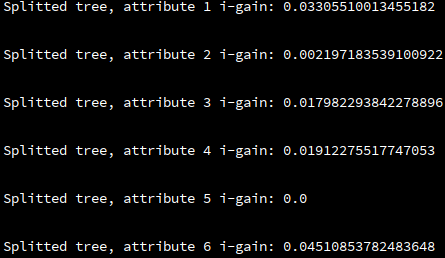 Splitted tree, attribute 1 i-gain: 0.03305510013455182
Splitted tree, attribute 2 i-gain: 0.002197183539100922
Splitted tree, attribute 3 i-gain: 0.017982293842278896
Splitted tree, attribute 4 i-gain: 0.01912275517747053
Splitted tree, attribute 5 i-gain: 0.0
Splitted tree, attribute 6 i-gain: 0.04510853782483648